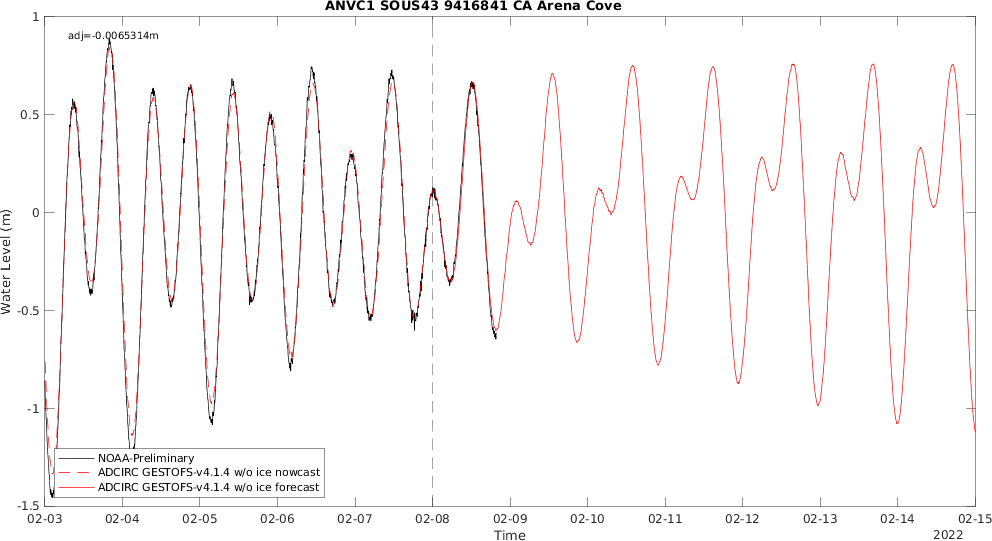 ANVC1 SOUS43 9416841 CA Arena Cove
adj=-0.0065314m
1
0.5
0
-0.5
-1
-1.5
Water Level (m)
NOAA-Preliminary
ADCIRC GESTOFS-v4.1.4 w/o ice nowcast
ADCIRC GESTOFS-v4.1.4 w/o ice forecast
02-03 02-04 02-05 02-06 02-07 02-08 02-09 02-10 02-11 02-12 02-13 02-14 02-15
Time
2022